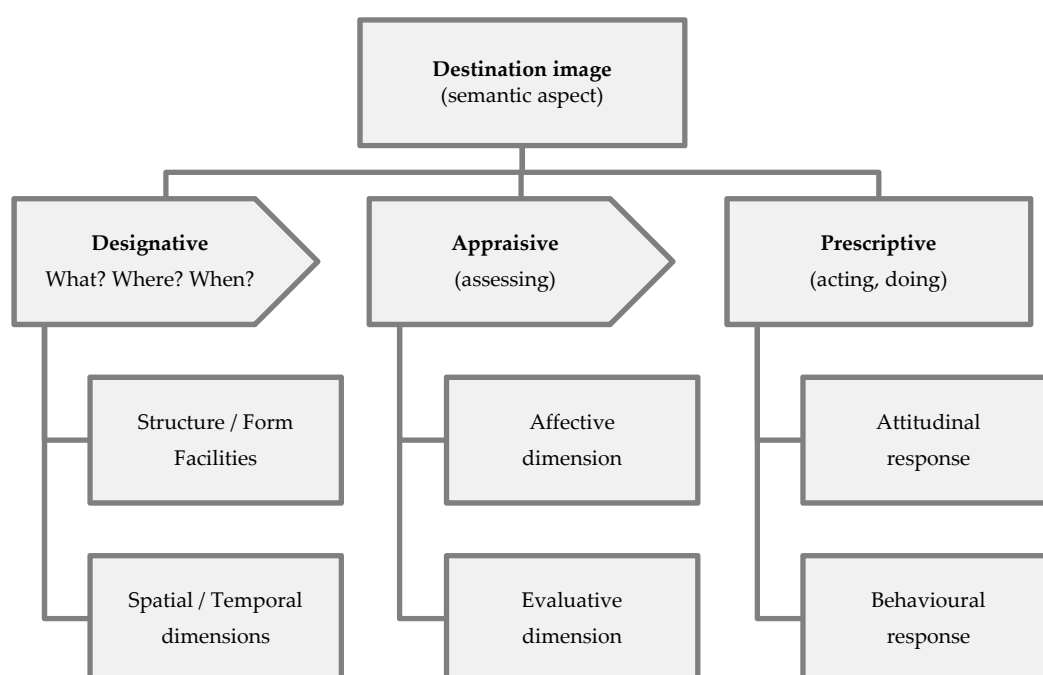 Destination image
(semantic aspect)
Designative
What? Where? When?
Appraisive
(assessing)
Prescriptive
(acting, doing)
Structure / Form
Facilities
Affective
dimension
Attitudinal
response
Spatial / Temporal
dimensions
Evaluative
dimension
Behavioural
response